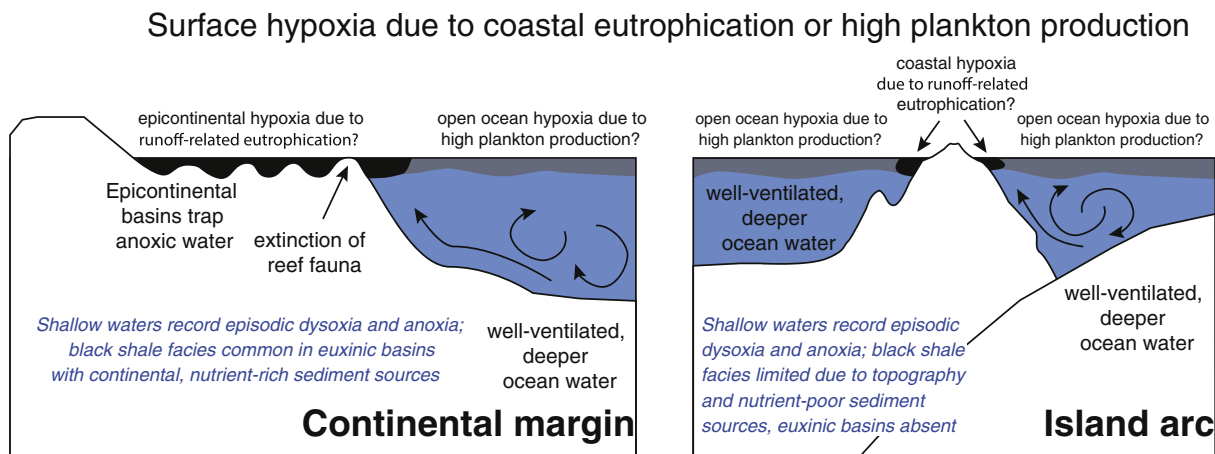 Surface hypoxia due to coastal eutrophication or high plankton production
epicontinental hypoxia due to
runoff-related eutrophication?
open ocean hypoxia due to
high plankton production?
Epicontinental
basins trap
anoxic water
extinction of
reef fauna
Shallow waters record episodic dysoxia and anoxia;
black shale facies common in euxinic basins
with continental, nutrient-rich sediment sources
well-ventilated,
deeper
ocean water
Continental margin
coastal hypoxia
due to runoff-related
eutrophication?
open ocean hypoxia due to
high plankton production?
open ocean hypoxia due to
high plankton production?
well-ventilated,
deeper
ocean water
well-ventilated,
deeper
ocean water
Shallow waters record episodic
dysoxia and anoxia; black shale
facies limited due to topography
and nutrient-poor sediment
sources, euxinic basins absent
Island arc